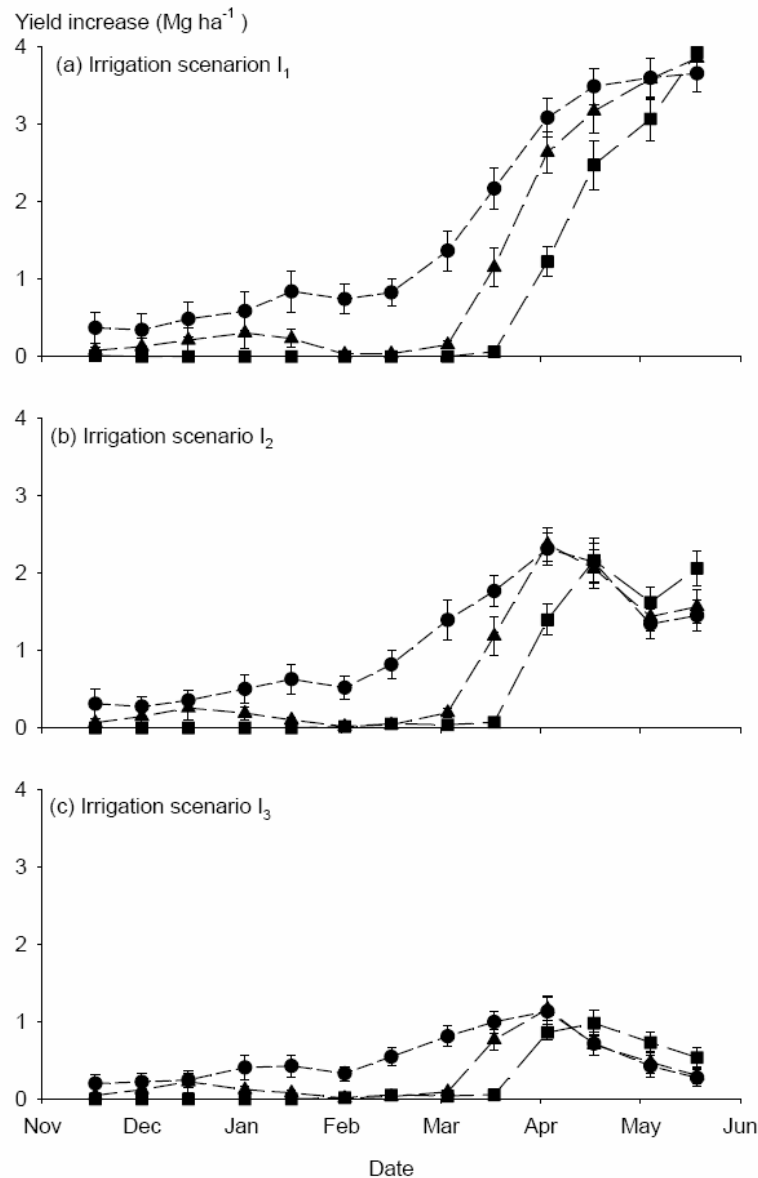 Yield increase (Mg ha⁻¹ )
4
(a) Irrigation scenarion I₁
3
2
1
0
4
(b) Irrigation scenario I₂
3
2
1
0
4
(c) Irrigation scenario I₃
3
2
1
0
Nov Dec Jan Feb Mar Apr May Jun
Date